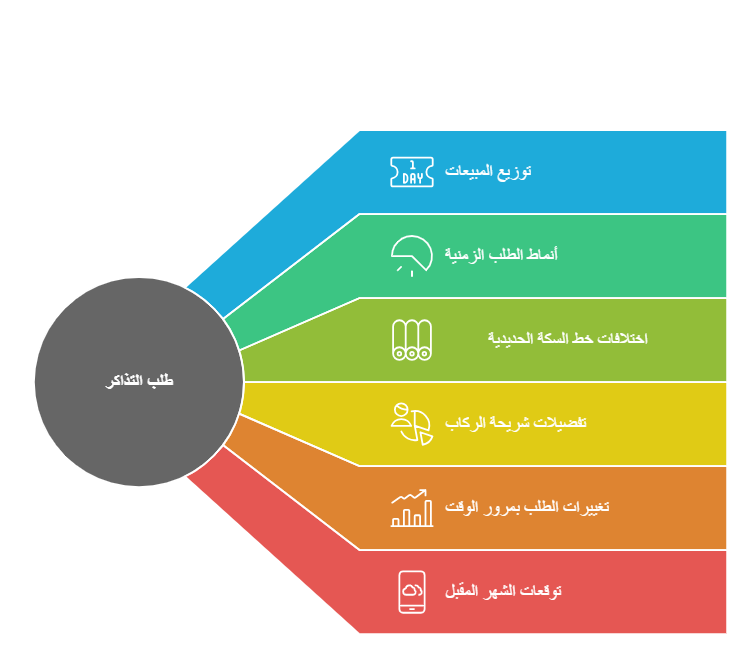 1
DAY
توزيع المبيعات
أنماط الطلب الزمنية
اختلافات خط السكة الحديدية
طلب التذاكر
تفضيلات شريحة الركاب
تغييرات الطلب بمرور الوقت
توقعات الشهر المقبل